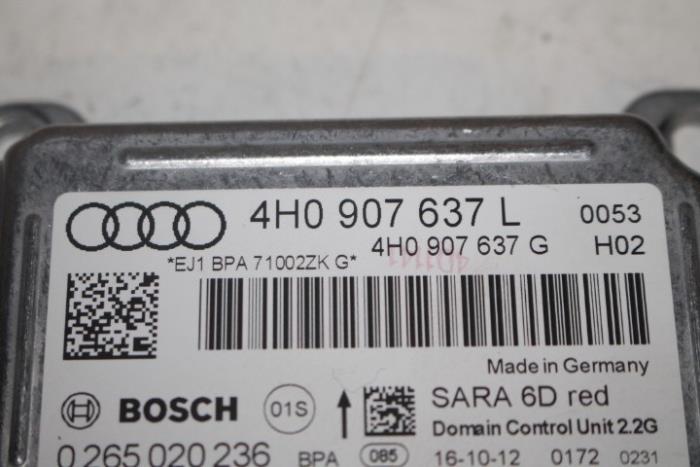 4H0 907 637 L 0053
4H0 907 637 G H02
*EJ1 BPA 71002ZK G*
Made in Germany
BOSCH 01S SARA 6D red
Domain Control Unit 2.2G
0 265 020 236 BPA 085 16-10-12 0172 0231